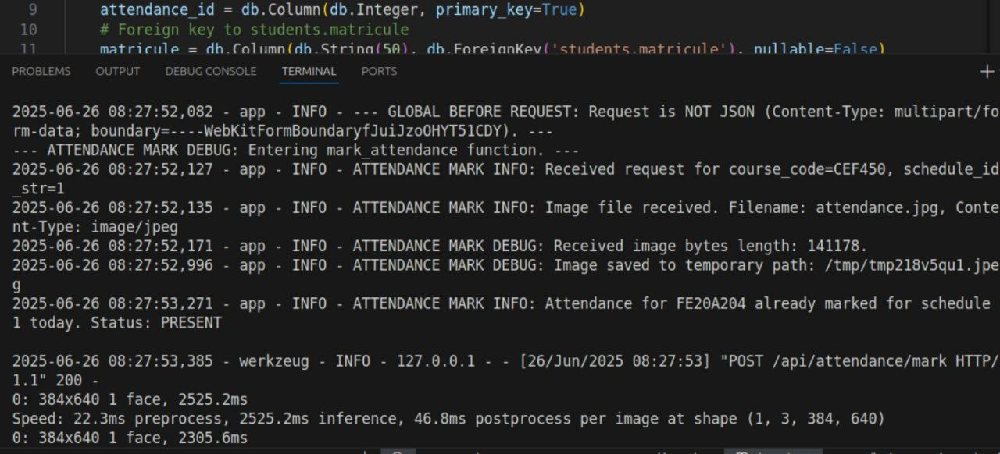 9 attendance_id = db.Column(db.Integer, primary_key=True)
10 # Foreign key to students.matricule
11 matricule = db.Column(db.String(50), db.ForeignKey('students.matricule'), nullable=False)
PROBLEMS OUTPUT DEBUG CONSOLE TERMINAL PORTS
2025-06-26 08:27:52,082 - app - INFO - --- GLOBAL BEFORE REQUEST: Request is NOT JSON (Content-Type: multipart/fo
rm-data; boundary=----WebKitFormBoundaryfJuiJzoOHYT51CDY). ---
--- ATTENDANCE MARK DEBUG: Entering mark_attendance function. ---
2025-06-26 08:27:52,127 - app - INFO - ATTENDANCE MARK INFO: Received request for course_code=CEF450, schedule_id
_str=1
2025-06-26 08:27:52,135 - app - INFO - ATTENDANCE MARK INFO: Image file received. Filename: attendance.jpg, Conte
nt-Type: image/jpeg
2025-06-26 08:27:52,171 - app - INFO - ATTENDANCE MARK DEBUG: Received image bytes length: 141178.
2025-06-26 08:27:52,996 - app - INFO - ATTENDANCE MARK DEBUG: Image saved to temporary path: /tmp/tmp218v5qu1.jpe
g
2025-06-26 08:27:53,271 - app - INFO - ATTENDANCE MARK INFO: Attendance for FE20A204 already marked for schedule
1 today. Status: PRESENT
2025-06-26 08:27:53,385 - werkzeug - INFO - 127.0.0.1 - - [26/Jun/2025 08:27:53] "POST /api/attendance/mark HTTP/
1.1" 200 -
0: 384x640 1 face, 2525.2ms
Speed: 22.3ms preprocess, 2525.2ms inference, 46.8ms postprocess per image at shape (1, 3, 384, 640)
0: 384x640 1 face, 2305.6ms